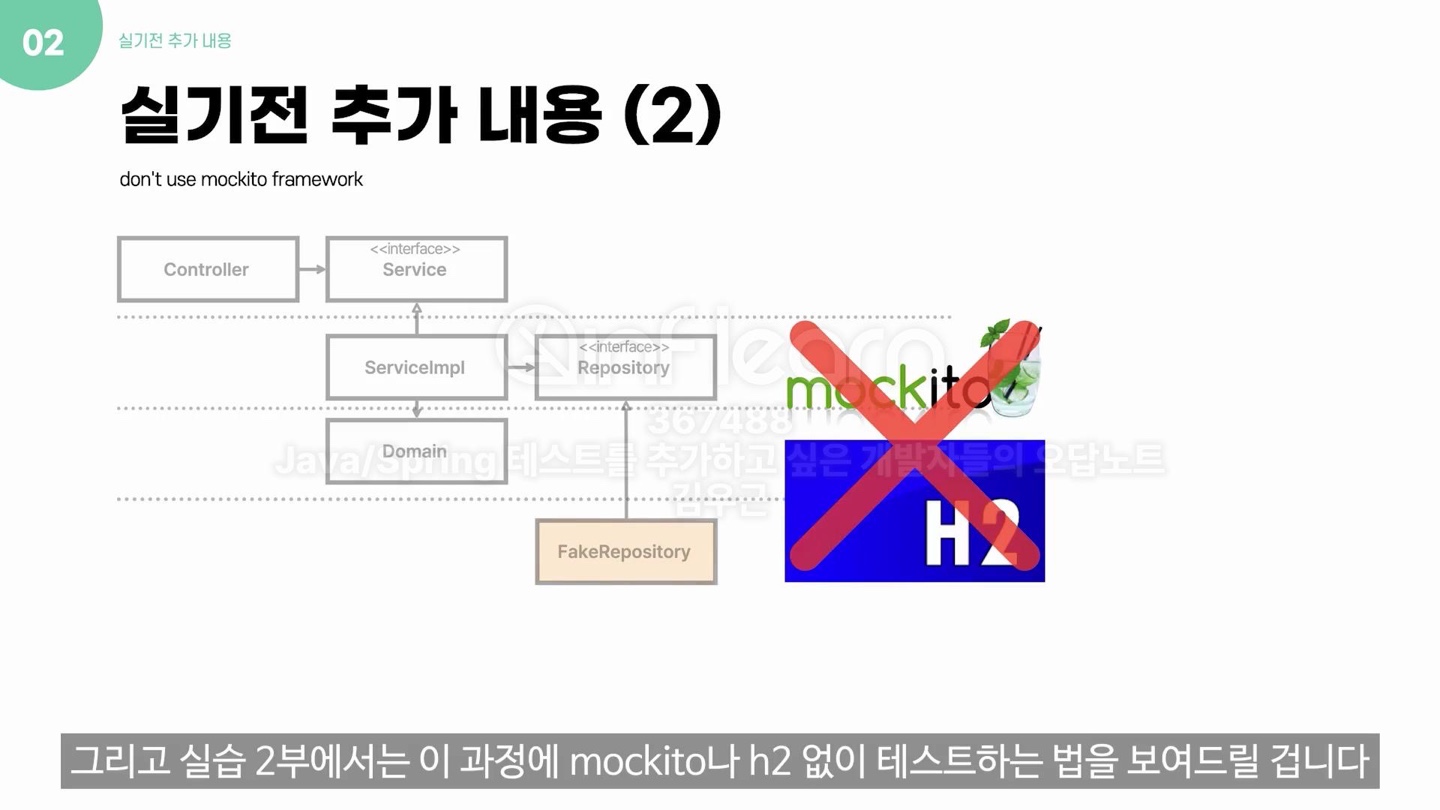 02
실기전 추가 내용
실기전 추가 내용 (2)
don't use mockito framework
Controller
<<interface>>
Service
ServiceImpl
<<interface>>
Repository
Domain
FakeRepository
mockito
H2
inflearn
367488
Java/Spring 테스트를 추가하고 싶은 개발자들의 오답노트
김우근
그리고 실습 2부에서는 이 과정에 mockito나 h2 없이 테스트하는 법을 보여드릴 겁니다